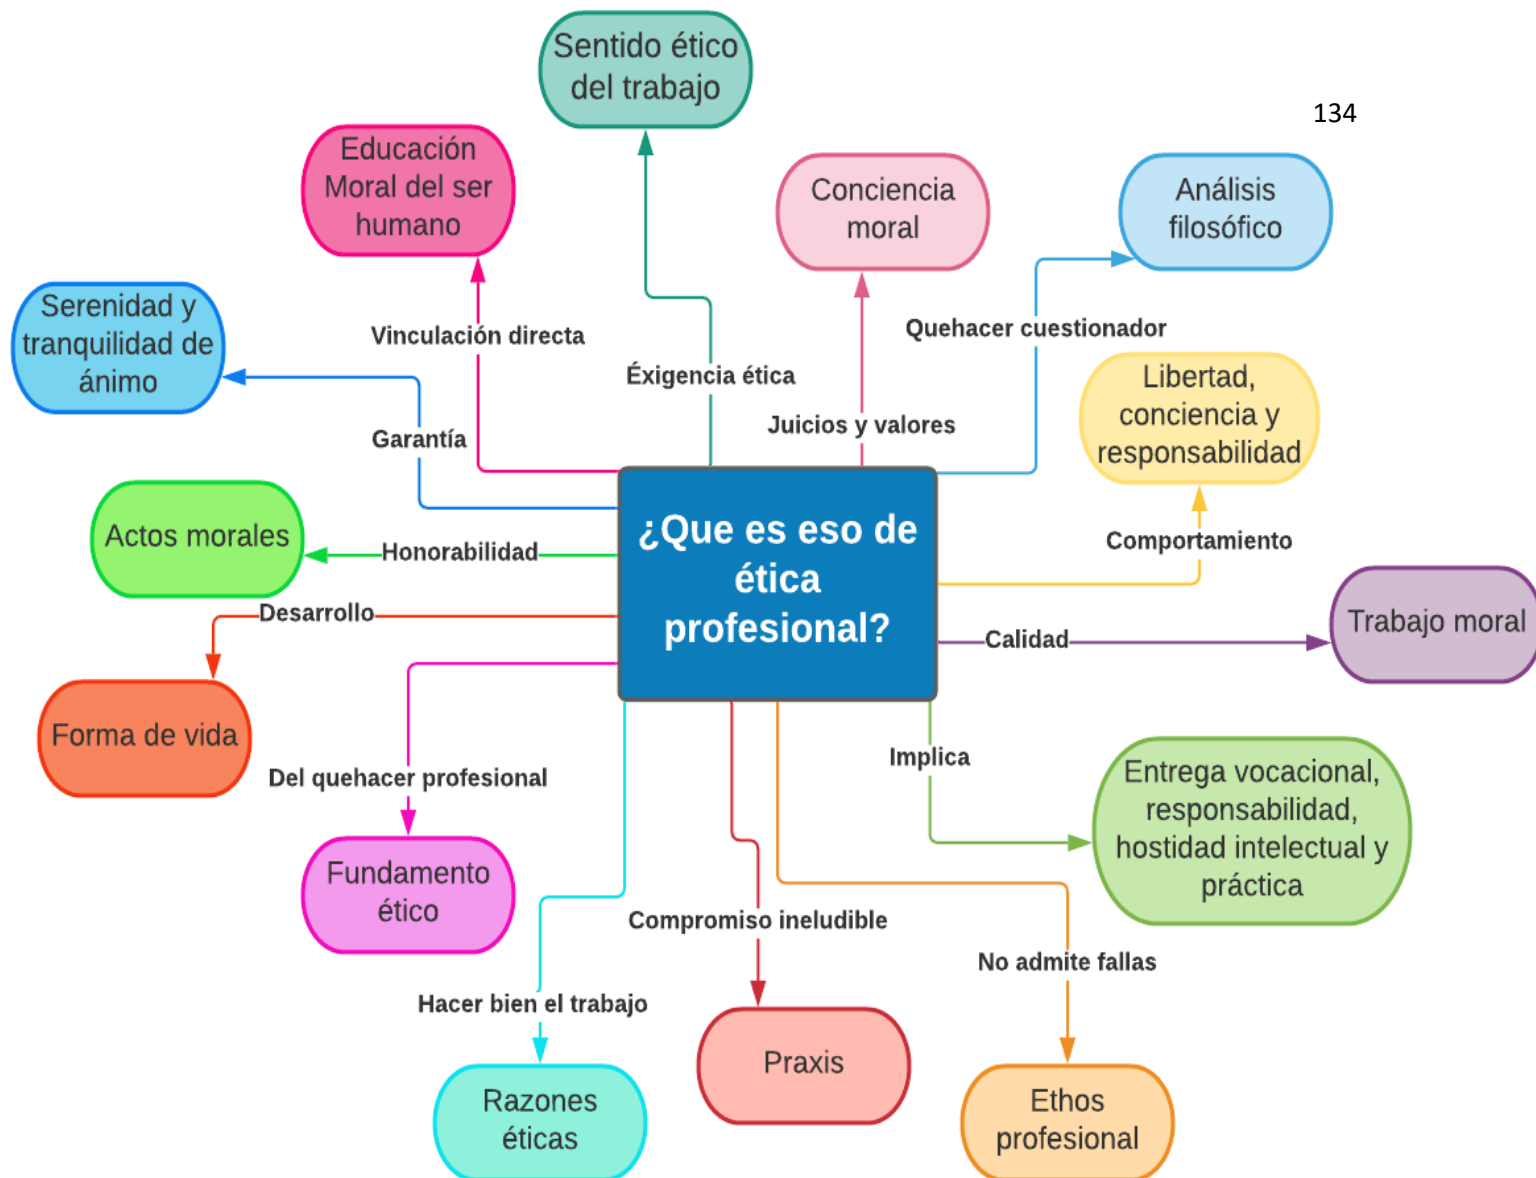 Sentido ético
del trabajo
134
Educación
Moral del ser
humano
Conciencia
moral
Análisis
filosófico
Serenidad y
tranquilidad de
ánimo
Vinculación directa
Quehacer cuestionador
Éxigencia ética
Libertad,
conciencia y
responsabilidad
Garantía
Juicios y valores
Actos morales
Honorabilidad
¿Que es eso de
ética
profesional?
Comportamiento
Desarrollo
Calidad
Trabajo moral
Forma de vida
Del quehacer profesional
Implica
Entrega vocacional,
responsabilidad,
hostidad intelectual y
práctica
Fundamento
ético
Compromiso ineludible
No admite fallas
Hacer bien el trabajo
Praxis
Razones
éticas
Ethos
profesional